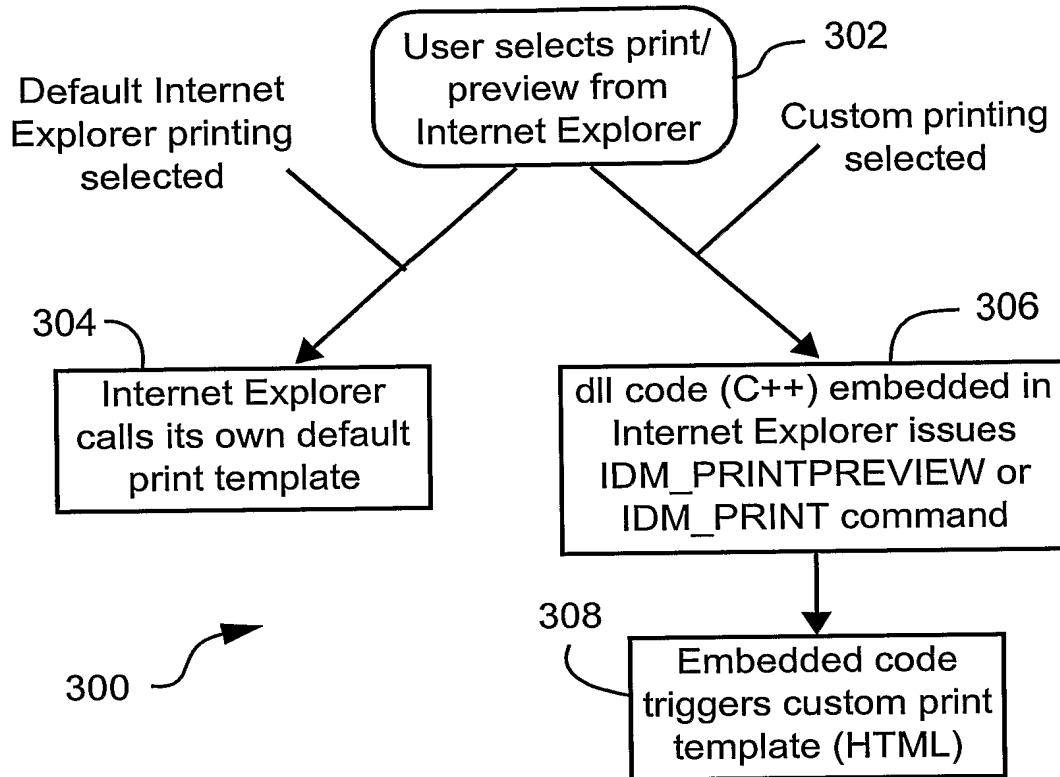 User selects print/
preview from
Internet Explorer
302
Default Internet
Explorer printing
selected
Custom printing
selected
304
Internet Explorer
calls its own default
print template
306
dll code (C++) embedded in
Internet Explorer issues
IDM_PRINTPREVIEW or
IDM_PRINT command
308
Embedded code
triggers custom print
template (HTML)
300